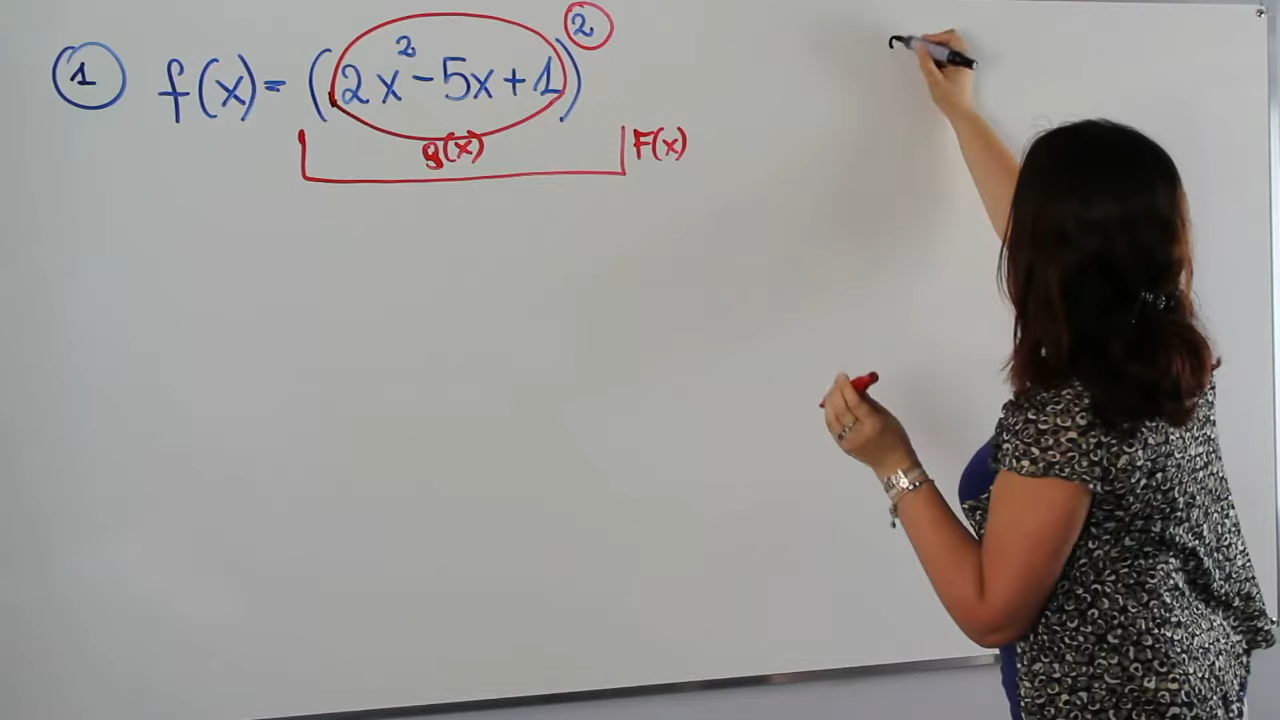 ① f(x) = (2x² - 5x + 1)²
g(x) F(x)